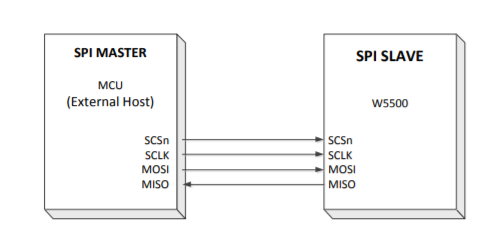 SPI MASTER
MCU
(External Host)
SCSn
SCLK
MOSI
MISO
SPI SLAVE
W5500
SCSn
SCLK
MOSI
MISO